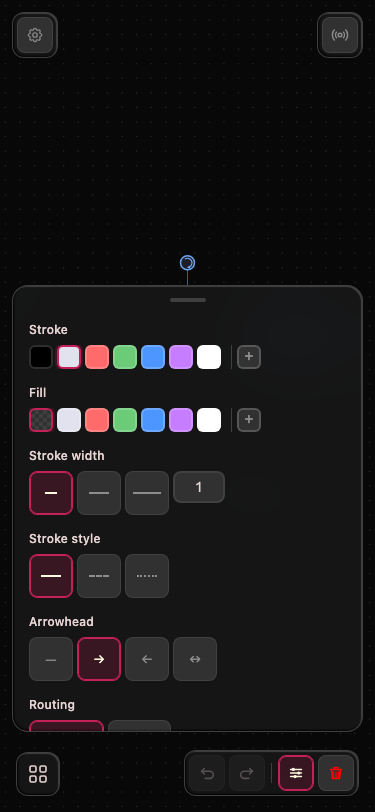 Stroke
Fill
Stroke width
1
Stroke style
Arrowhead
Routing